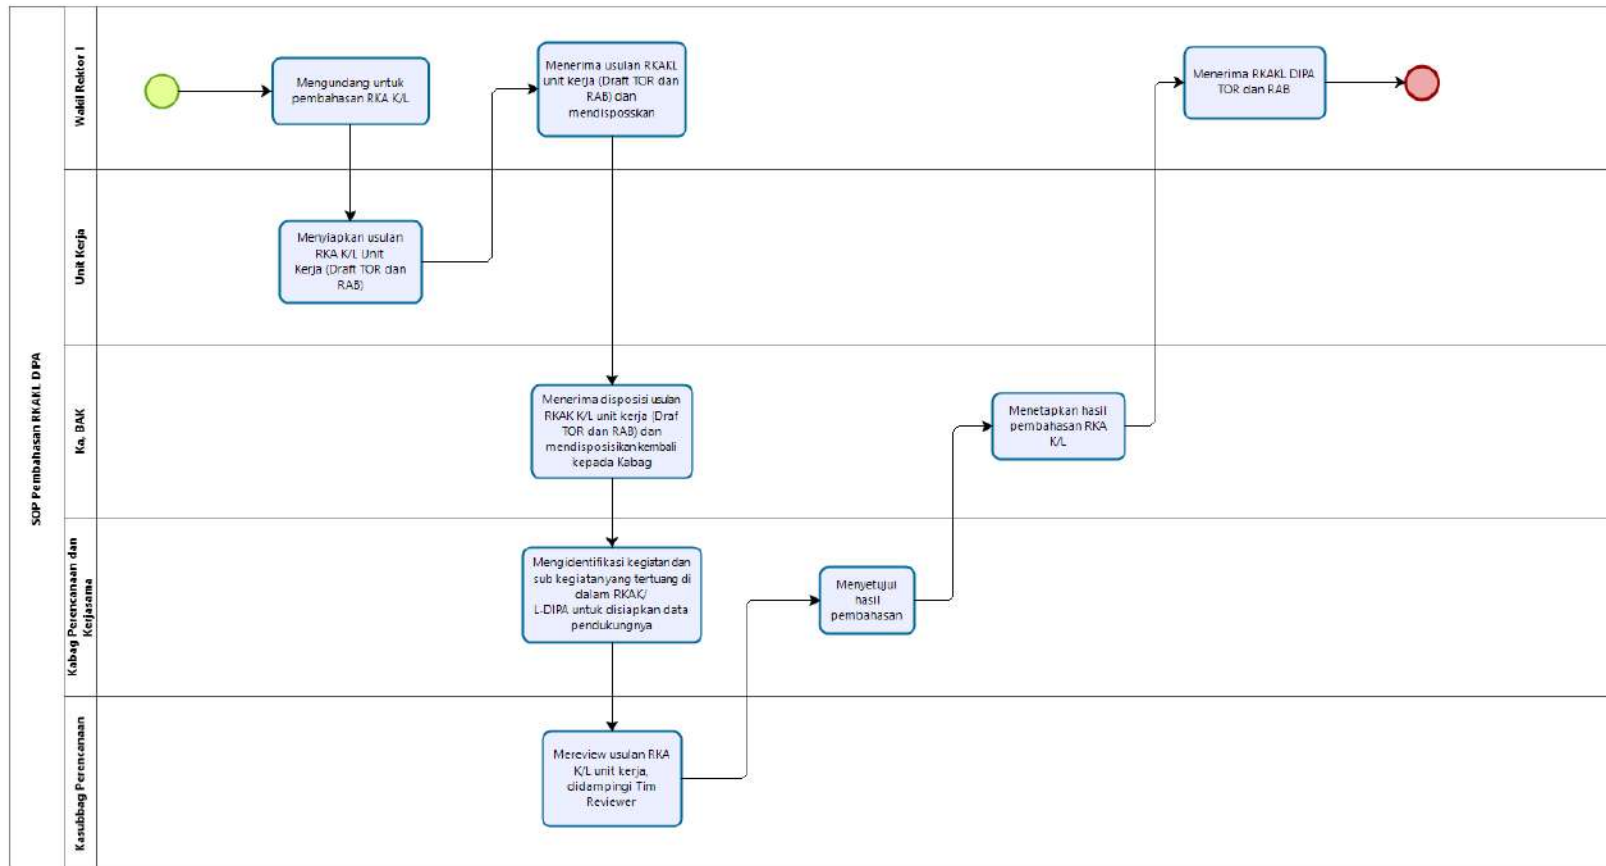 SOP Pembahasan RKAKL DIPA
Wakil Rektor I
Mengundang untuk
pembahasan RKA K/L
Menerima usulan RKAKL
unit kerja (Draft TOR dan
RAB) dan
mendisposiskan
Menerima RKAKL DIPA
TOR dan RAB
Unit Kerja
Menyiapkan usulan
RKA K/L Unit
Kerja (Draft TOR dan
RAB)
Ka, BAK
Menerima disposisi usulan
RKAK K/L unit kerja (Draf
TOR dan RAB) dan
mendisposisikan kembali
kepada Kabag
Menetapkan hasil
pembahasan RKA
K/L
Kabag Perencanaan dan
Kerjasama
Mengidentifikasi kegiatan dan
sub kegiatan yang tertuang di
dalam RKAK/
L-DIPA untuk disiapkan data
pendukungnya
Menyetujui
hasil
pembahasan
Kasubbag Perencanaan
Mereview usulan RKA
K/L unit kerja,
didampingi Tim
Reviewer